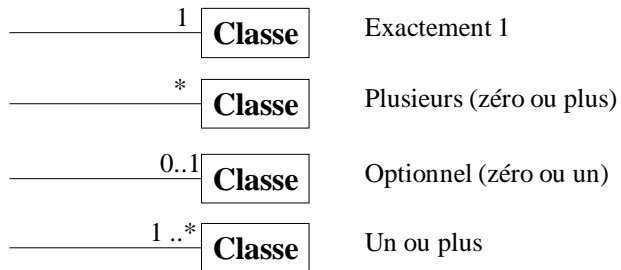 1 Classe Exactement 1
* Classe Plusieurs (zéro ou plus)
0..1 Classe Optionnel (zéro ou un)
1 ..* Classe Un ou plus